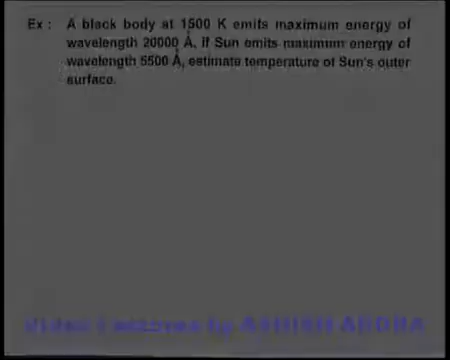 Ex : A black body at 1500 K emits maximum energy of
wavelength 20000 Å, if Sun emits maximum energy of
wavelength 5500 Å, estimate temperature of Sun's outer
surface.
Video Lectures by ASHISH ARORA